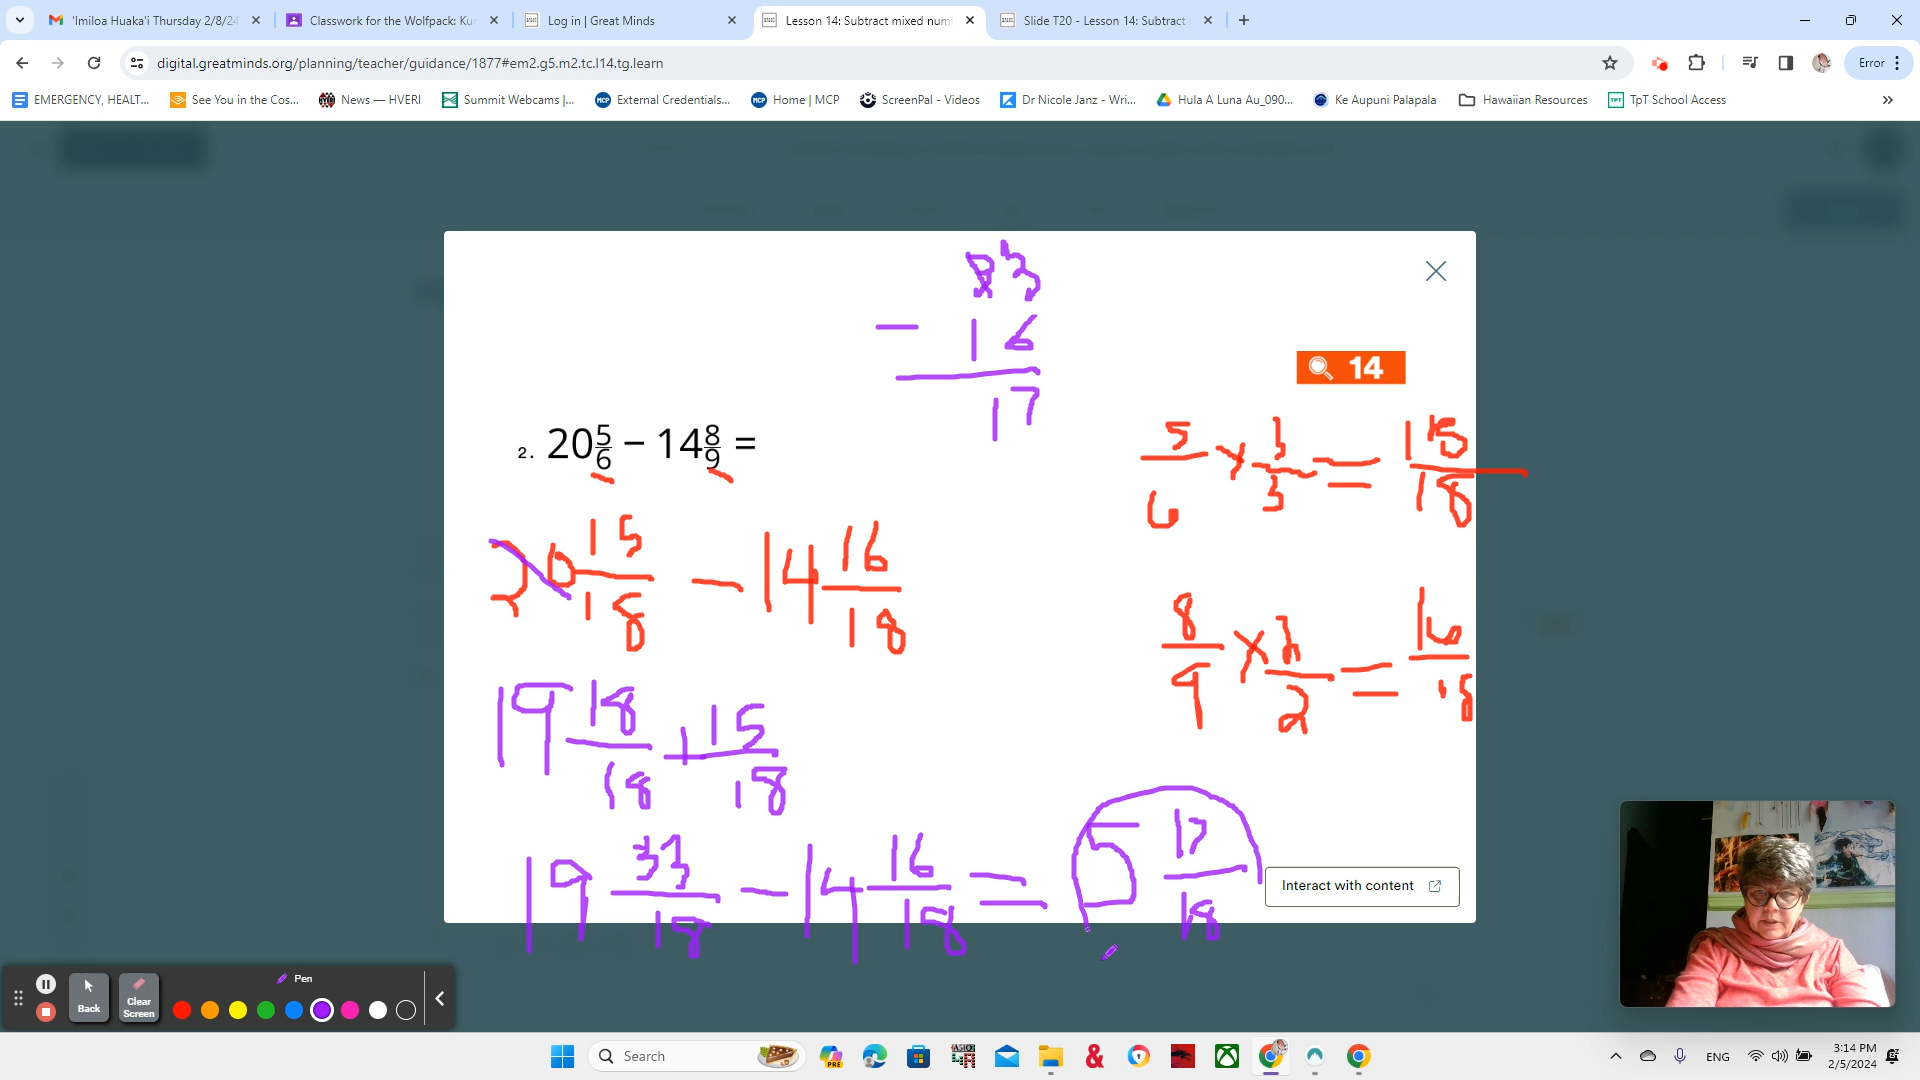 'Imiloa Huaka'i Thursday 2/8/24
Classwork for the Wolfpack: Ku
Log in | Great Minds
Lesson 14: Subtract mixed num
Slide T20 - Lesson 14: Subtract
digital.greatminds.org/planning/teacher/guidance/1877#em2.g5.m2.tc.l14.tg.learn
Error
EMERGENCY, HEALT...
See You in the Cos...
News — HVERI
Summit Webcams |...
External Credentials...
Home | MCP
ScreenPal - Videos
Dr Nicole Janz - Wri...
Hula A Luna Au_090...
Ke Aupuni Palapala
Hawaiian Resources
TpT School Access
33
- 16
17
14
2. 20 5/6 − 14 8/9 =
5/6 × 3/3 = 15/18
20 15/18 - 14 16/18
8/9 × 2/2 = 16/18
19 18/18 + 15/18
19 33/18 - 14 16/18 = 5 17/18
Interact with content
Pen
Back
Clear
Screen
Search
PRE
ENG
3:14 PM
2/5/2024